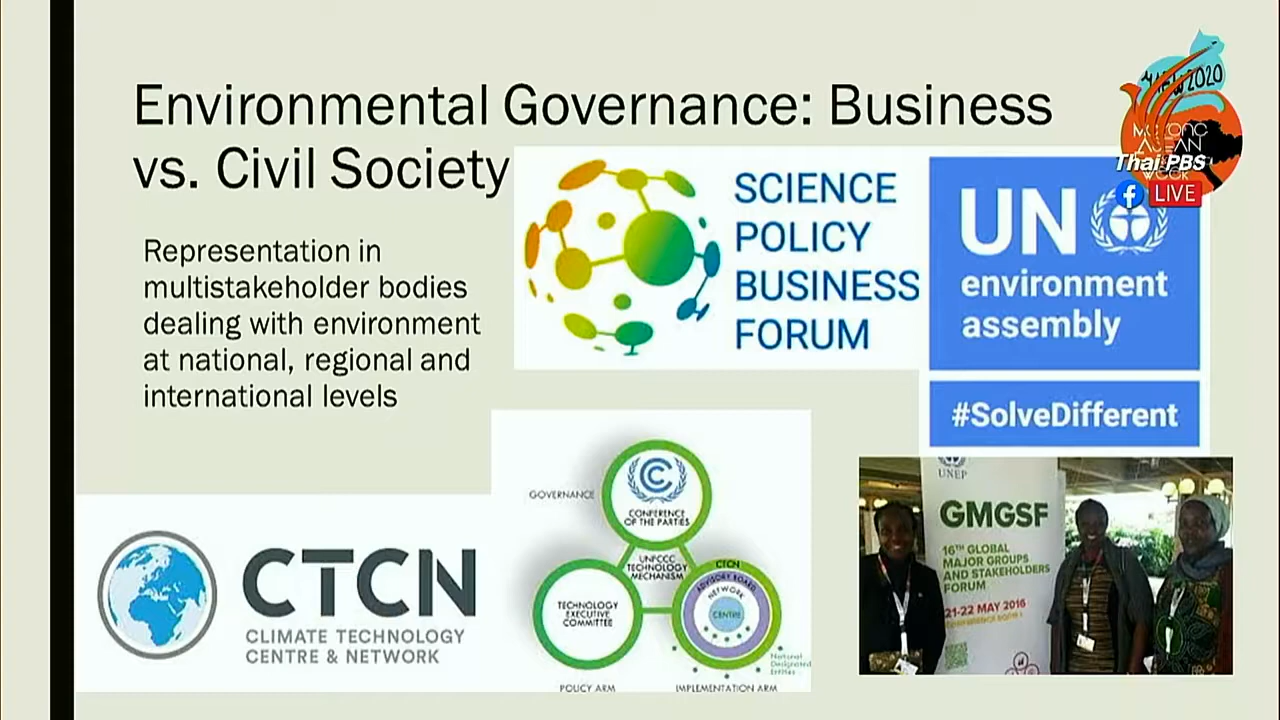 Environmental Governance: Business
vs. Civil Society
Representation in
multistakeholder bodies
dealing with environment
at national, regional and
international levels
SCIENCE
POLICY
BUSINESS
FORUM
UN
environment
assembly
#SolveDifferent
2020
Thai PBS
LIVE
CTCN
CLIMATE TECHNOLOGY
CENTRE & NETWORK
GOVERNANCE
CONFERENCE
OF THE PARTIES
UNFCCC
TECHNOLOGY
MECHANISM
TECHNOLOGY
EXECUTIVE
COMMITTEE
CTCN
ADVISORY BOARD
NETWORK
CENTRE
National
Designated
Entities
POLICY ARM
IMPLEMENTATION ARM
UNEP
GMGSF
16TH GLOBAL
MAJOR GROUPS
AND STAKEHOLDERS
FORUM
21-22 MAY 2016